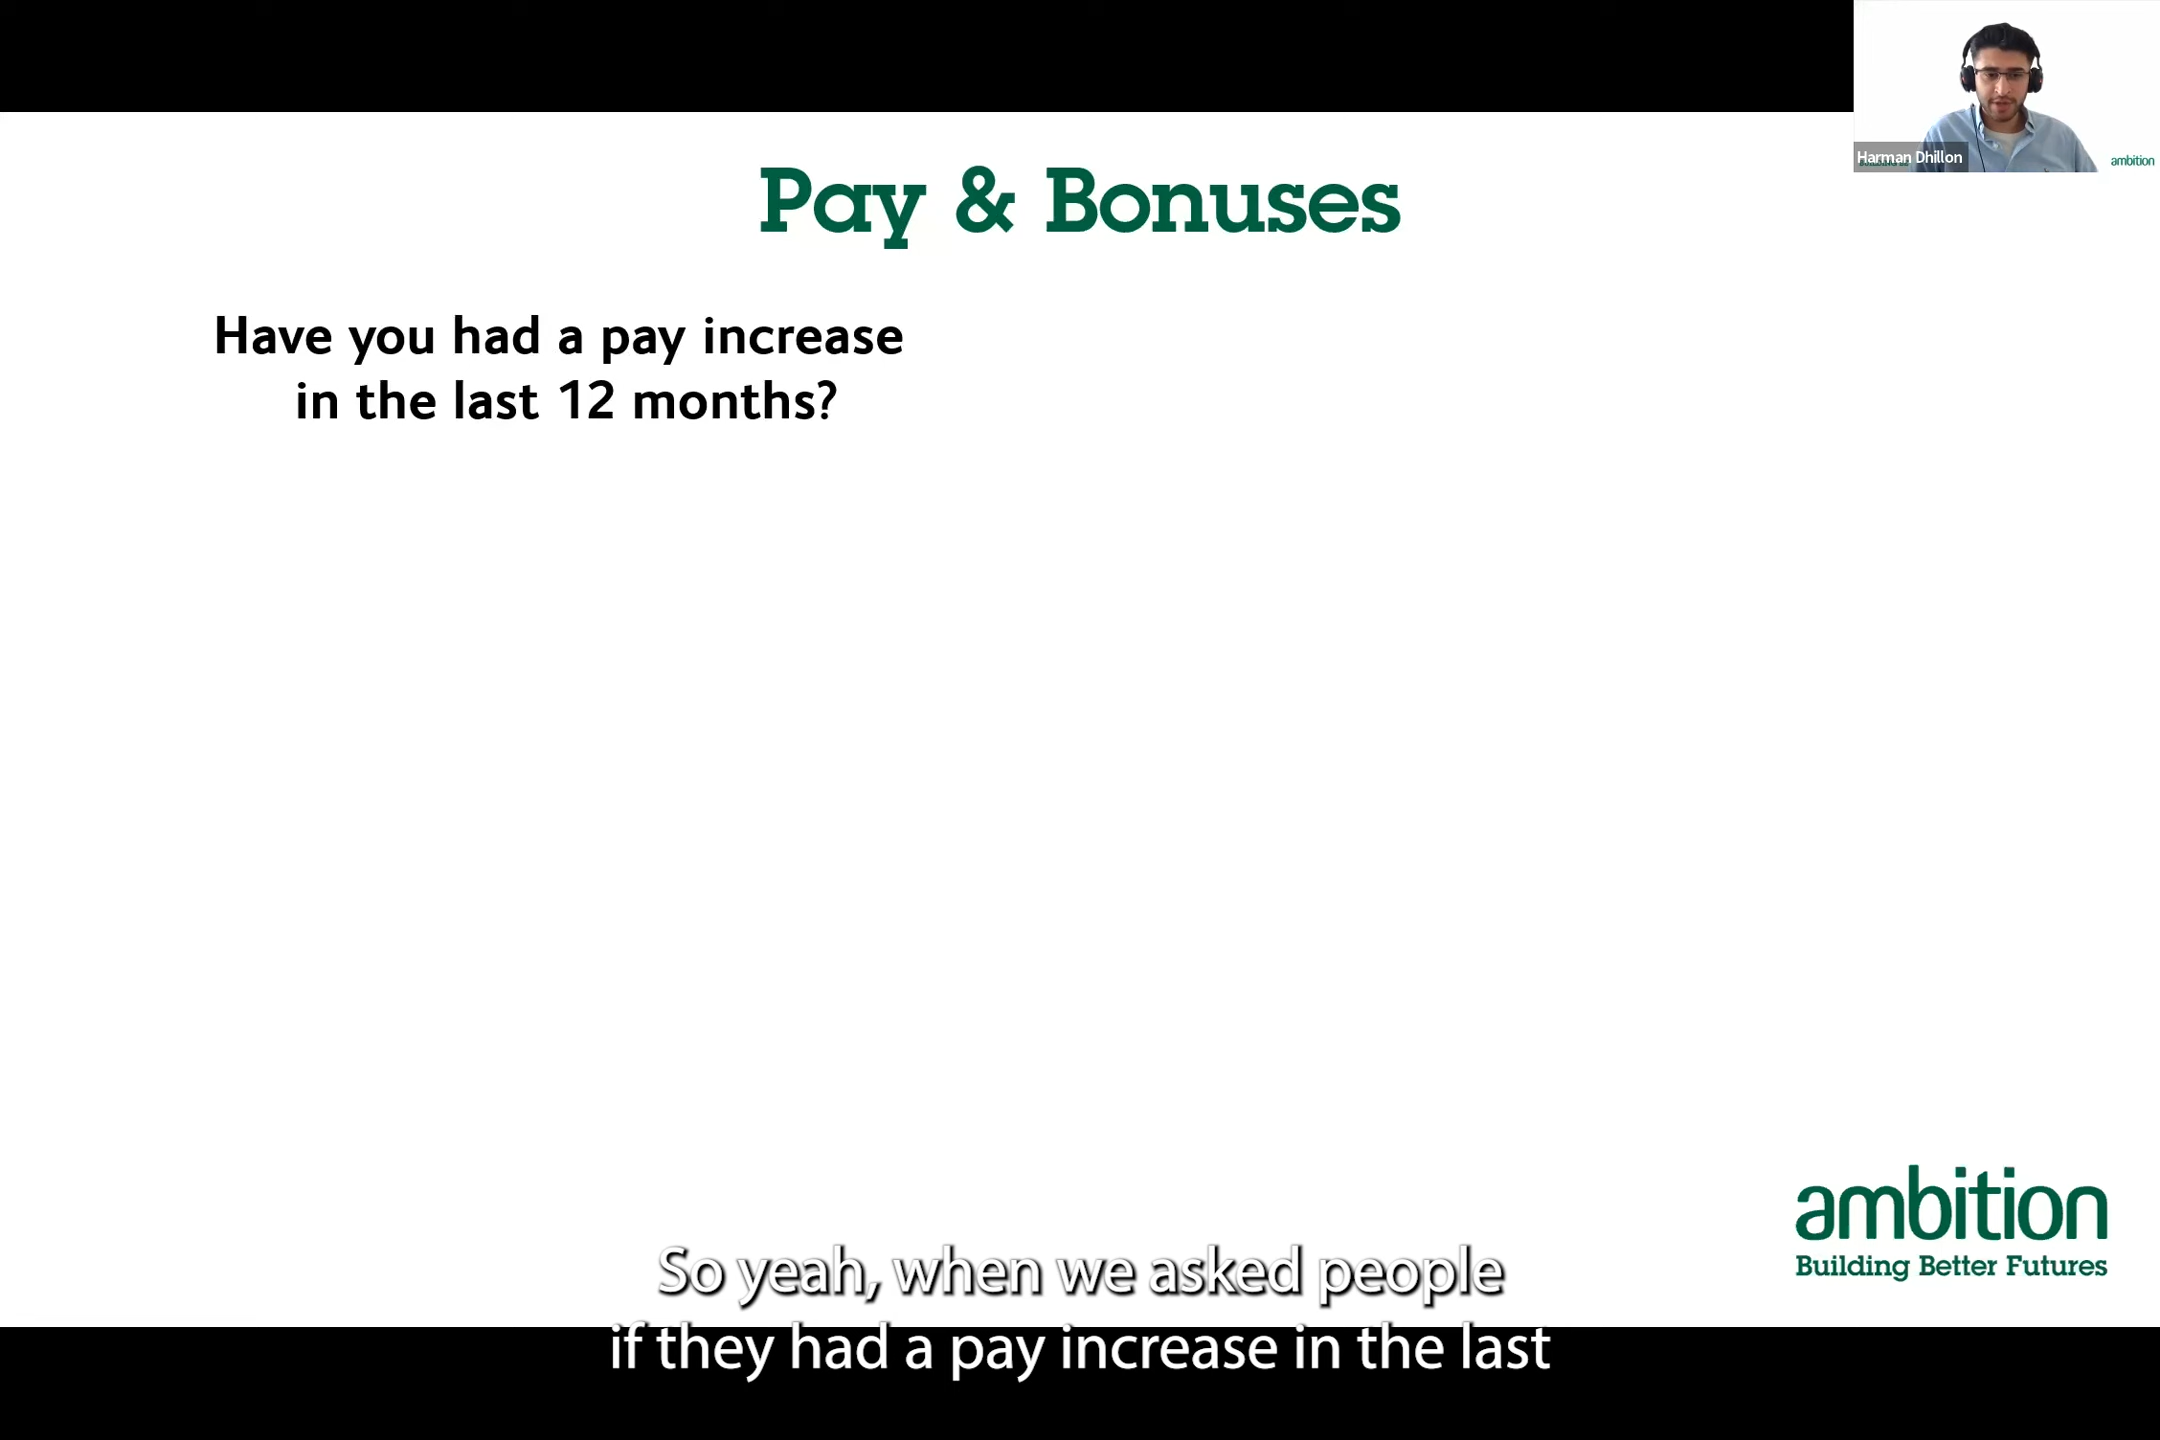 Pay & Bonuses
Harman Dhillon
ambition
Have you had a pay increase
in the last 12 months?
ambition
Building Better Futures
So yeah, when we asked people
if they had a pay increase in the last